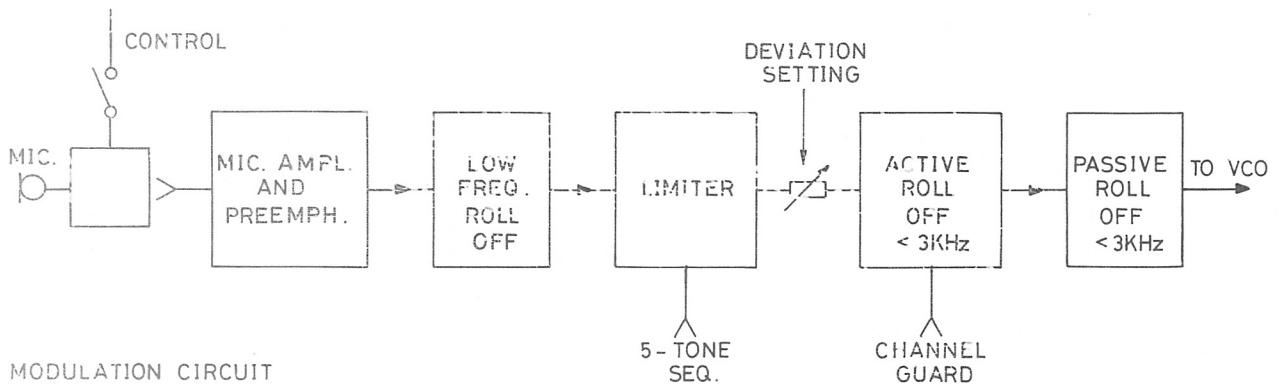 CONTROL
MIC.
MIC. AMPL.
AND
PREEMPH.
LOW
FREQ.
ROLL
OFF
LIMITER
DEVIATION
SETTING
ACTIVE
ROLL
OFF
< 3KHz
PASSIVE
ROLL
OFF
< 3KHz
TO VCO
5-TONE
SEQ.
CHANNEL
GUARD
MODULATION CIRCUIT